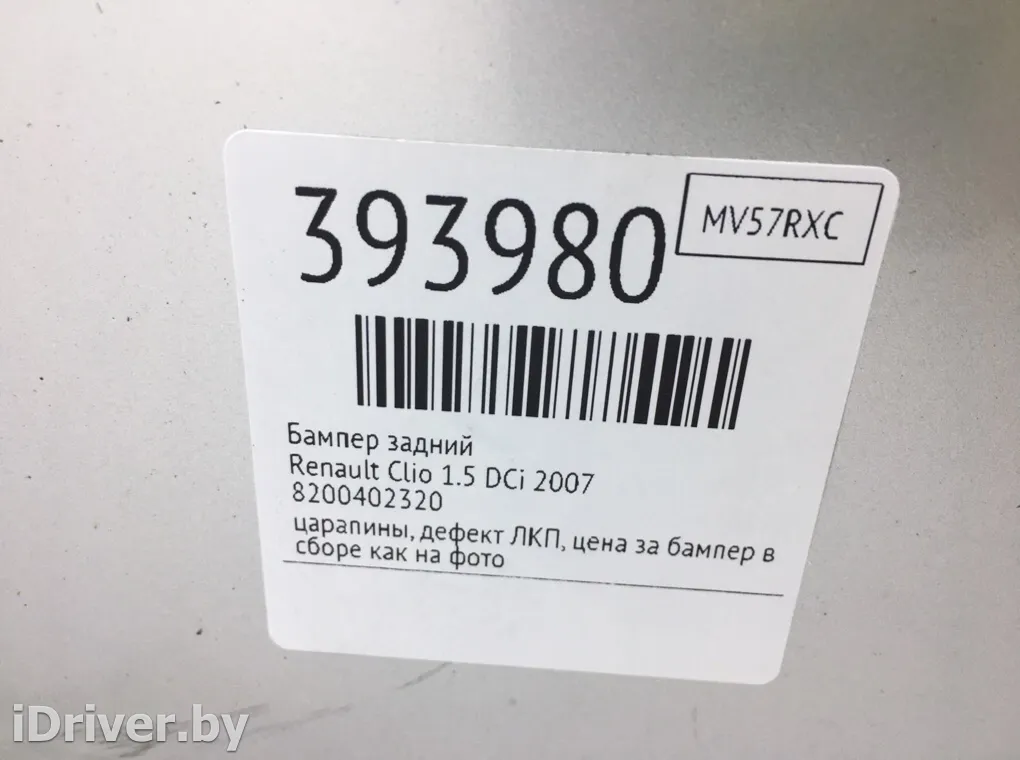 393980
MV57RXC
Бампер задний
Renault Clio 1.5 DCi 2007
8200402320
царапины, дефект ЛКП, цена за бампер в
сборе как на фото
iDriver.by